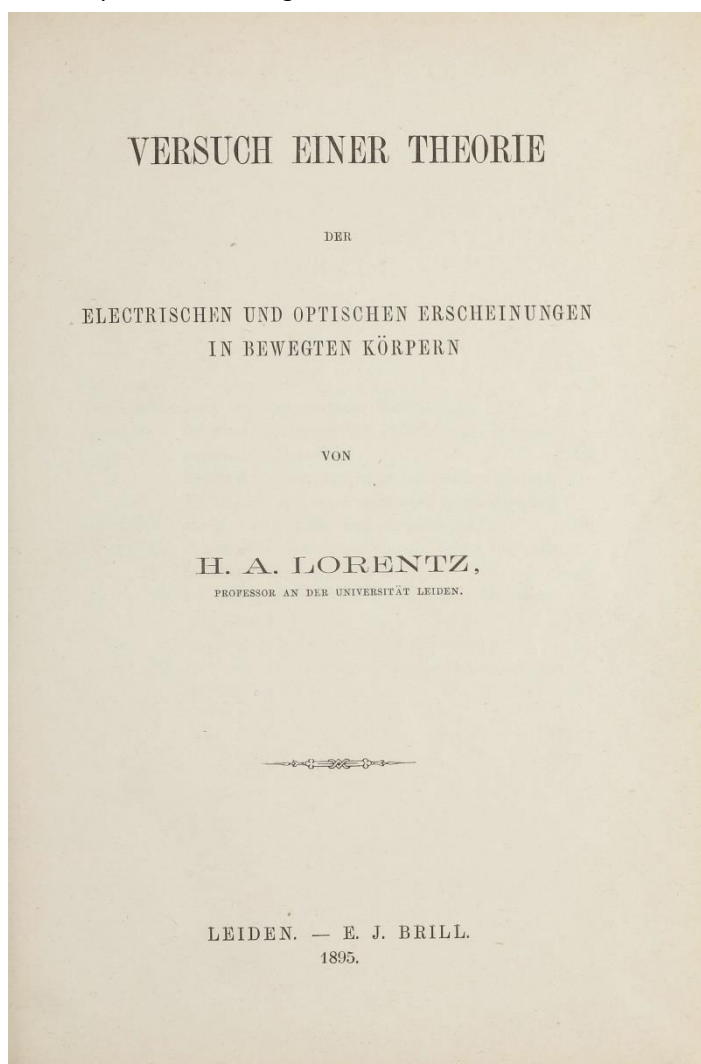 VERSUCH EINER THEORIE
DER
ELECTRISCHEN UND OPTISCHEN ERSCHEINUNGEN
IN BEWEGTEN KÖRPERN
VON
H. A. LORENTZ,
PROFESSOR AN DER UNIVERSITÄT LEIDEN.
LEIDEN. — E. J. BRILL.
1895.